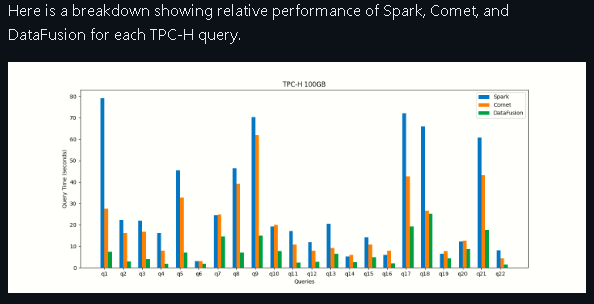 Here is a breakdown showing relative performance of Spark, Comet, and
DataFusion for each TPC-H query.
TPC-H 100GB
Spark
Comet
DataFusion
Query Time (seconds)
80
70
60
50
40
30
20
10
0
q1 q2 q3 q4 q5 q6 q7 q8 q9 q10 q11 q12 q13 q14 q15 q16 q17 q18 q19 q20 q21 q22
Queries